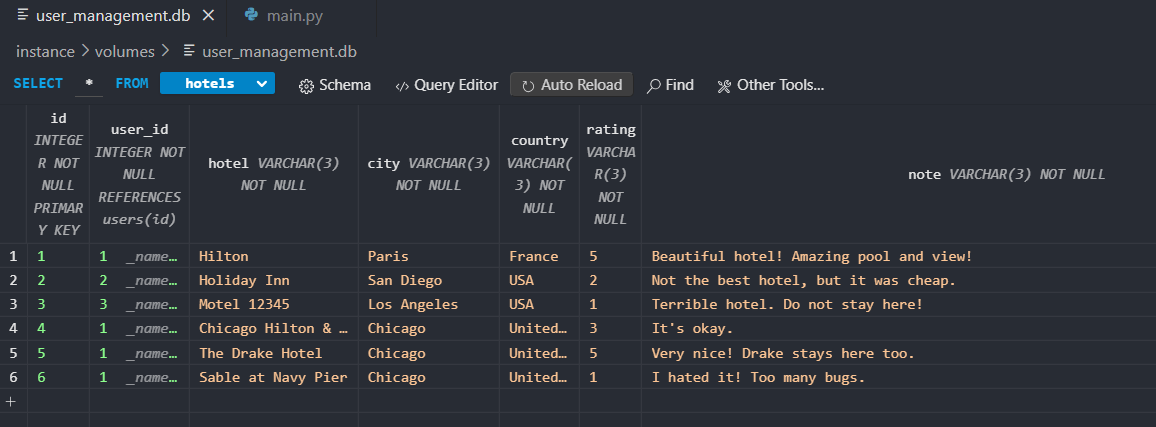 user_management.db
main.py
instance > volumes > user_management.db
SELECT * FROM hotels Schema Query Editor Auto Reload Find Other Tools...
id INTEGE
R NOT
NULL
PRIMAR
Y KEY
user_id
INTEGER NOT
NULL
REFERENCES
users(id)
hotel VARCHAR(3)
NOT NULL
city VARCHAR(3)
NOT NULL
country
VARCHAR(
3) NOT
NULL
rating
VARCHA
R(3)
NOT
NULL
note VARCHAR(3) NOT NULL
1 1 1 _name… Hilton Paris France 5 Beautiful hotel! Amazing pool and view!
2 2 2 _name… Holiday Inn San Diego USA 2 Not the best hotel, but it was cheap.
3 3 3 _name… Motel 12345 Los Angeles USA 1 Terrible hotel. Do not stay here!
4 4 1 _name… Chicago Hilton & … Chicago United… 3 It's okay.
5 5 1 _name… The Drake Hotel Chicago United… 5 Very nice! Drake stays here too.
6 6 1 _name… Sable at Navy Pier Chicago United… 1 I hated it! Too many bugs.
+